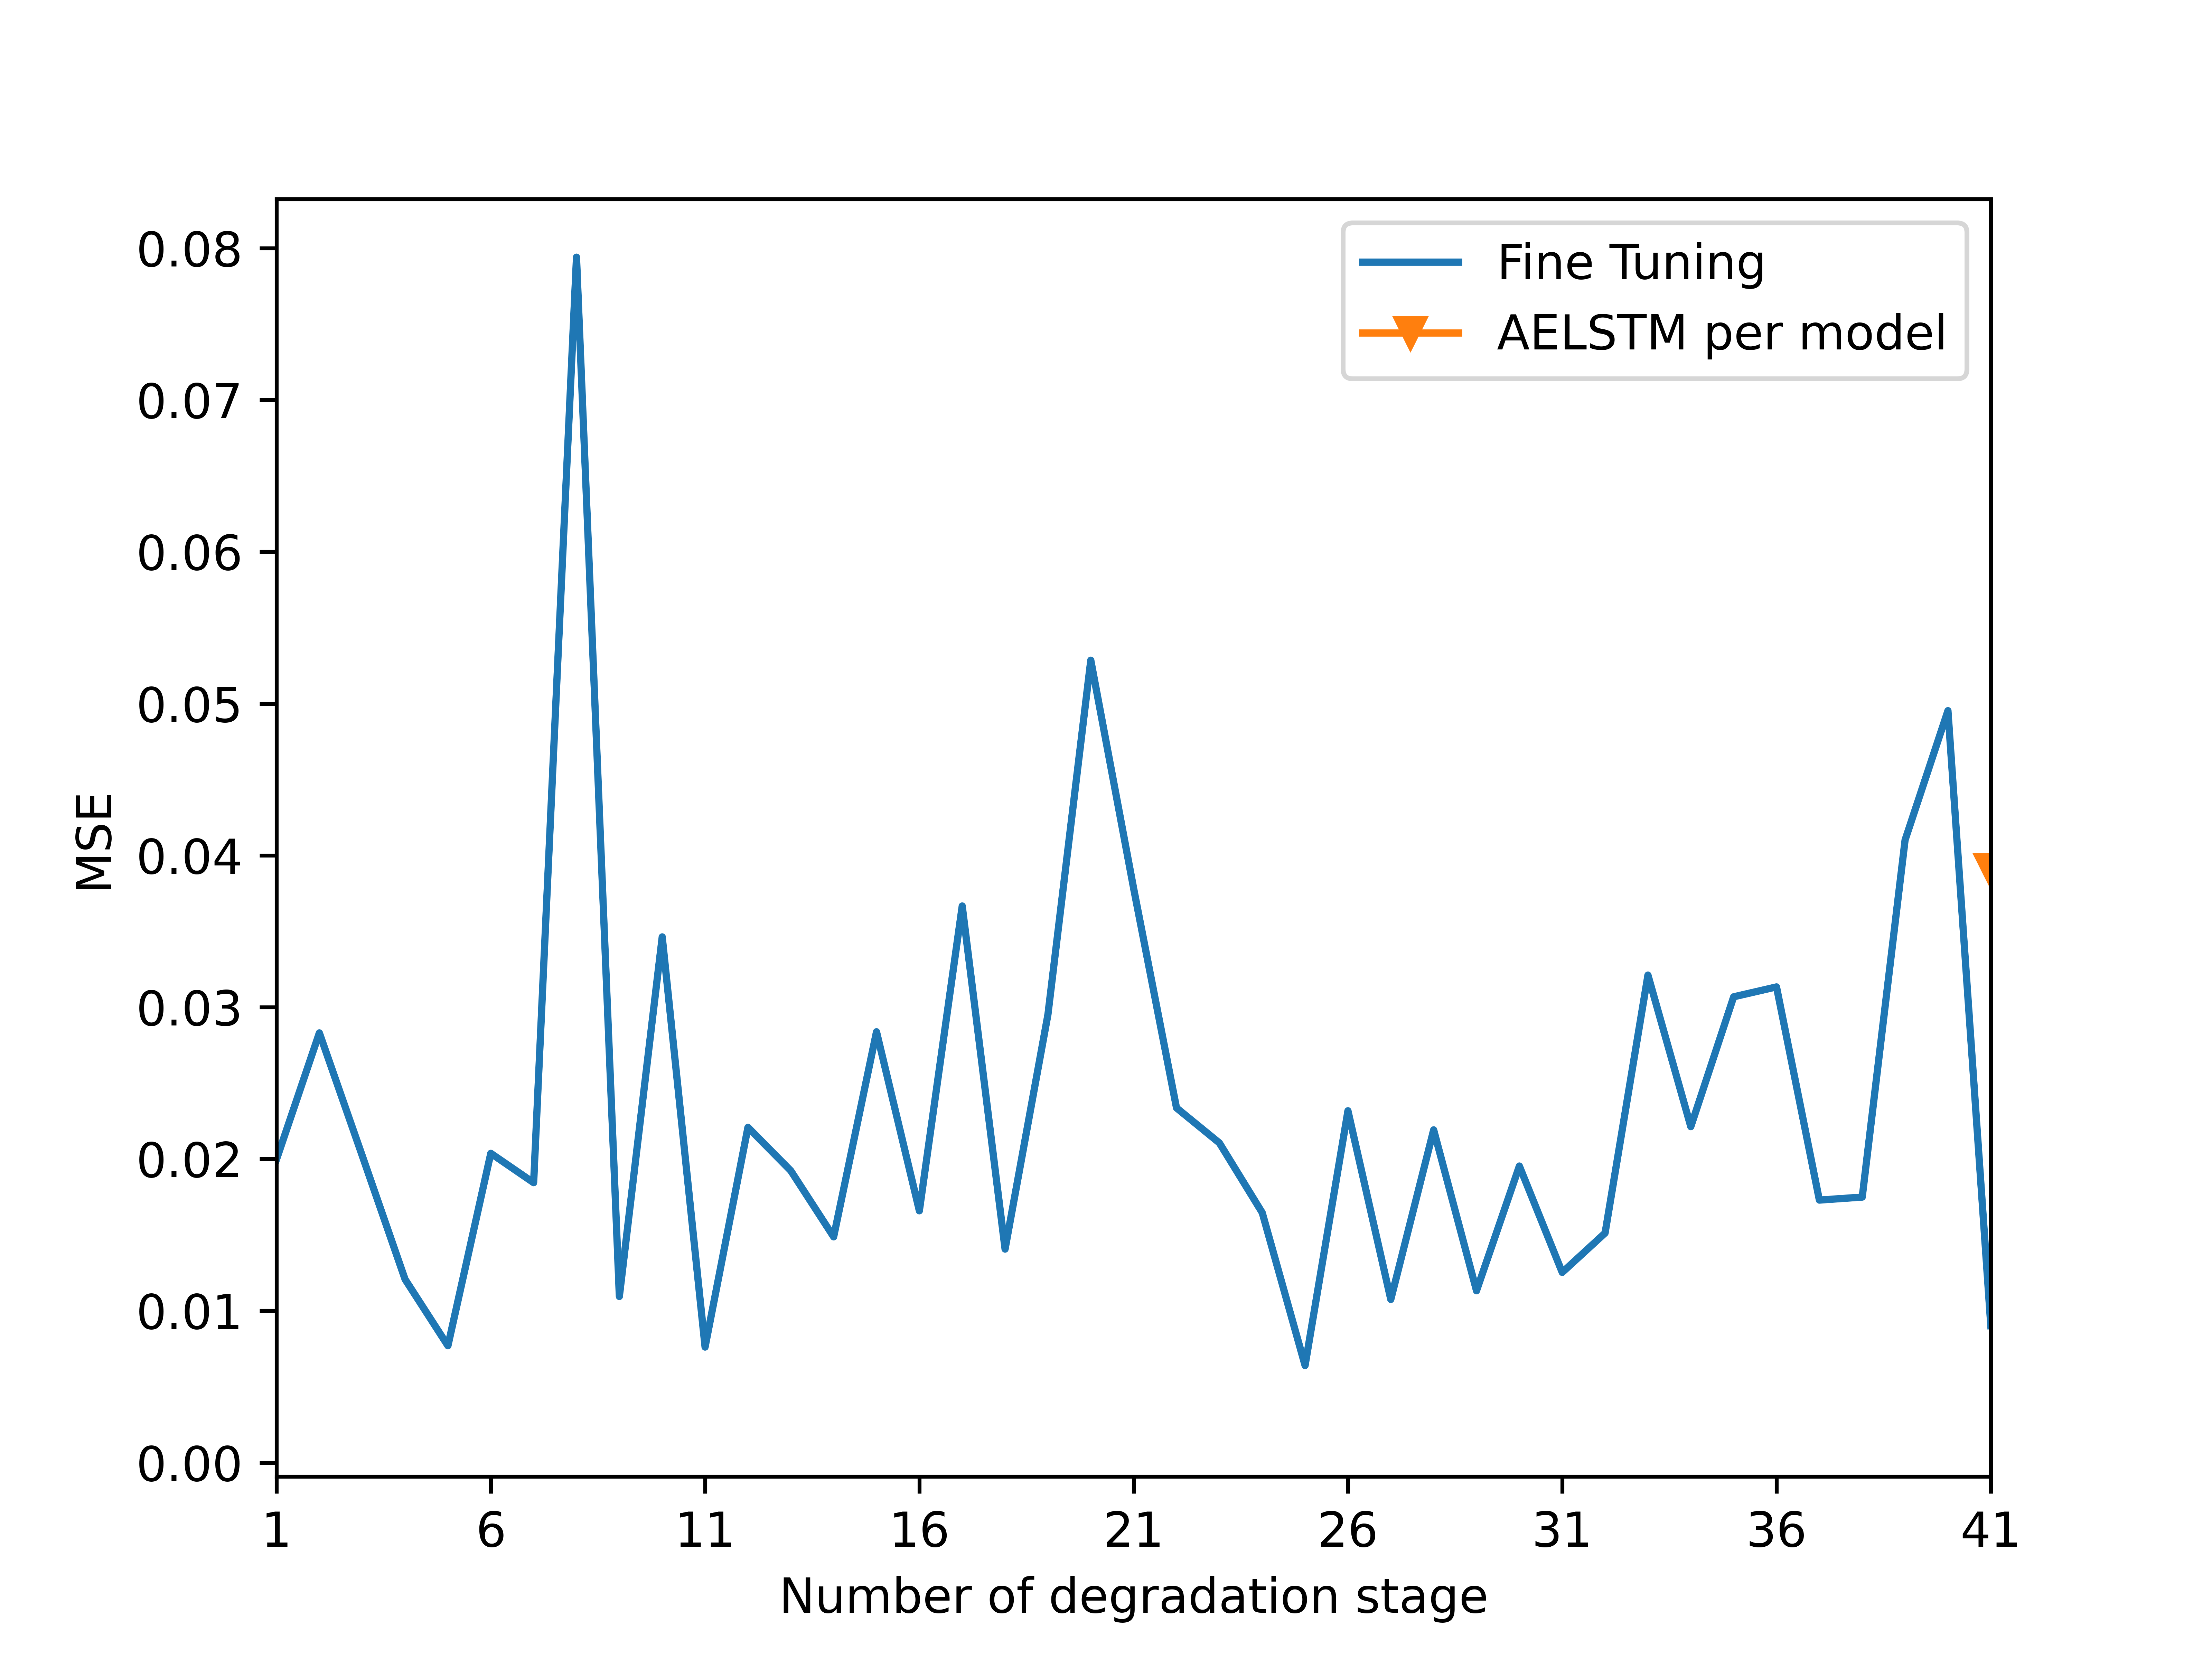 Fine Tuning
AELSTM per model
0.08
0.07
0.06
0.05
0.04
0.03
0.02
0.01
0.00
MSE
1 6 11 16 21 26 31 36 41
Number of degradation stage